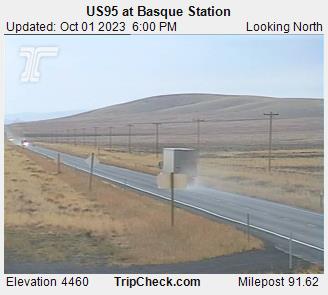 US95 at Basque Station
Updated: Oct 01 2023 6:00 PM Looking North
Elevation 4460 TripCheck.com Milepost 91.62